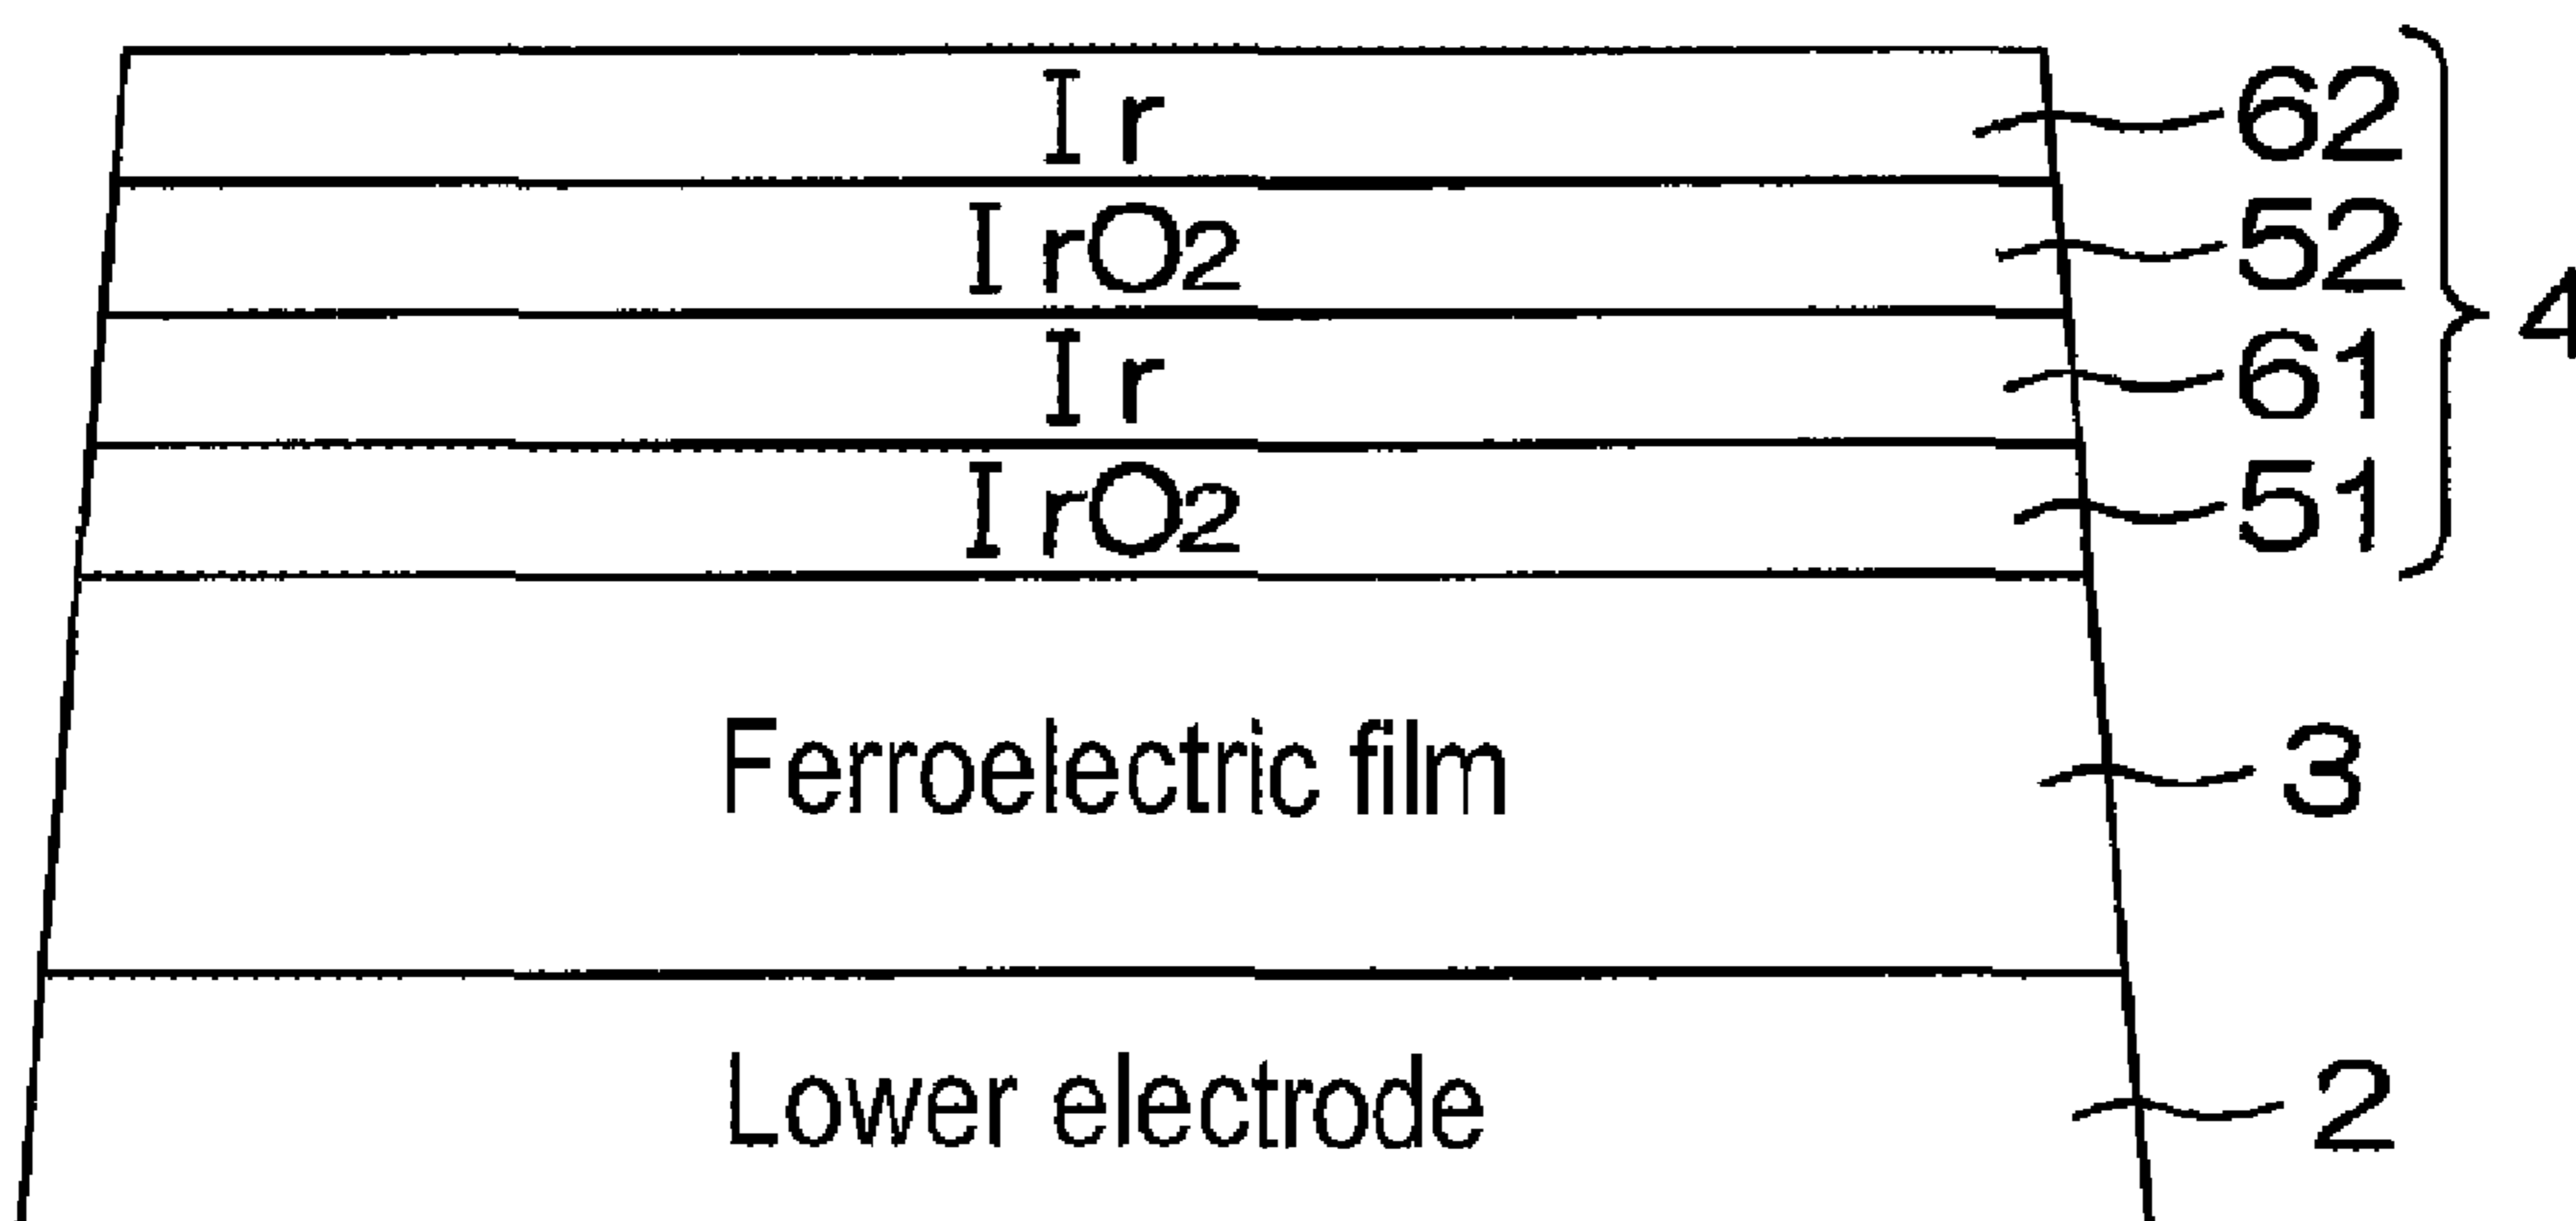 Ir 62
IrO2 52
Ir 61
IrO2 51
4
Ferroelectric film 3
Lower electrode 2